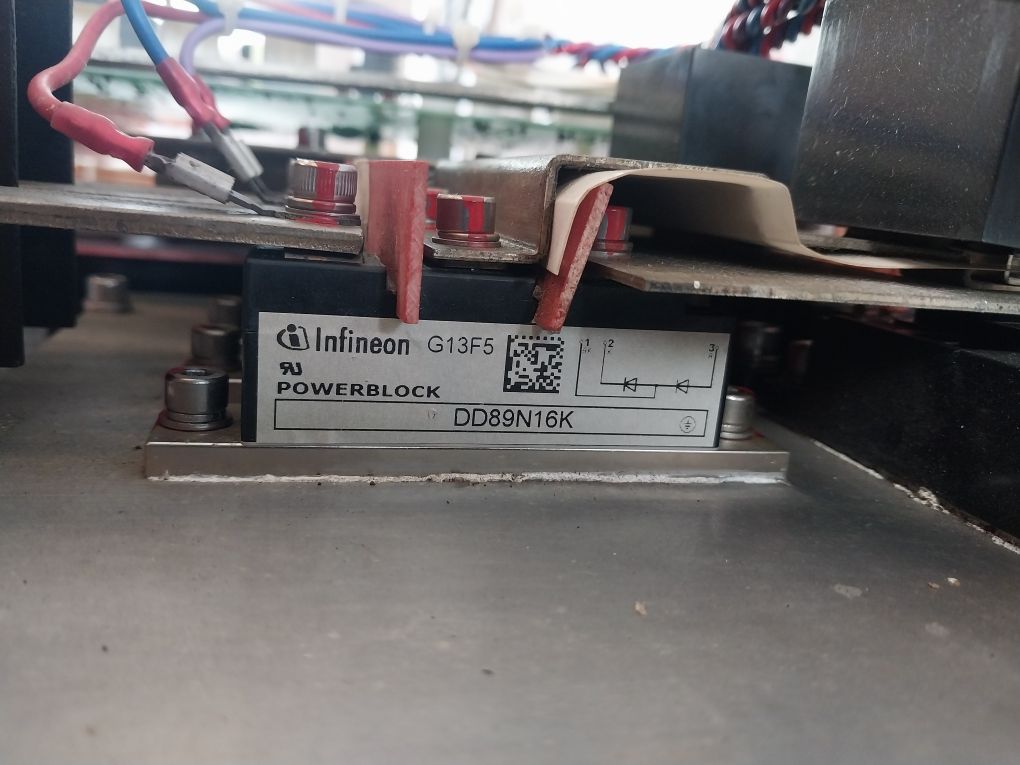 Infineon G13F5
1 2 3
POWERBLOCK
DD89N16K